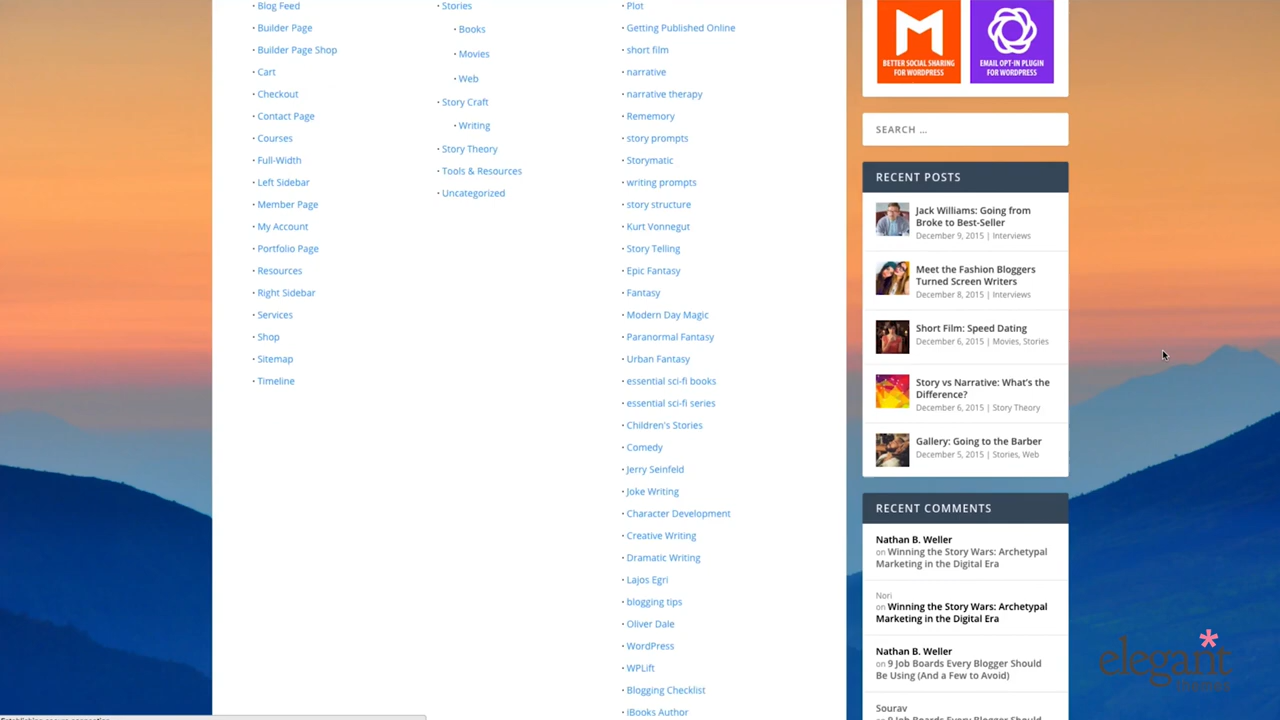 Blog Feed
Builder Page
Builder Page Shop
Cart
Checkout
Contact Page
Courses
Full-Width
Left Sidebar
Member Page
My Account
Portfolio Page
Resources
Right Sidebar
Services
Shop
Sitemap
Timeline
Stories
Books
Movies
Web
Story Craft
Writing
Story Theory
Tools & Resources
Uncategorized
Plot
Getting Published Online
short film
narrative
narrative therapy
Rememory
story prompts
Storymatic
writing prompts
story structure
Kurt Vonnegut
Story Telling
Epic Fantasy
Fantasy
Modern Day Magic
Paranormal Fantasy
Urban Fantasy
essential sci-fi books
essential sci-fi series
Children's Stories
Comedy
Jerry Seinfeld
Joke Writing
Character Development
Creative Writing
Dramatic Writing
Lajos Egri
blogging tips
Oliver Dale
WordPress
WPLift
Blogging Checklist
iBooks Author
BETTER SOCIAL SHARING
FOR WORDPRESS
EMAIL OPT-IN PLUGIN
FOR WORDPRESS
SEARCH ...
RECENT POSTS
Jack Williams: Going from
Broke to Best-Seller
December 9, 2015 | Interviews
Meet the Fashion Bloggers
Turned Screen Writers
December 8, 2015 | Interviews
Short Film: Speed Dating
December 6, 2015 | Movies, Stories
Story vs Narrative: What's the
Difference?
December 6, 2015 | Story Theory
Gallery: Going to the Barber
December 5, 2015 | Stories, Web
RECENT COMMENTS
Nathan B. Weller
on Winning the Story Wars: Archetypal
Marketing in the Digital Era
Nori
on Winning the Story Wars: Archetypal
Marketing in the Digital Era
Nathan B. Weller
on 9 Job Boards Every Blogger Should
Be Using (And a Few to Avoid)
Sourav
on 9 Job Boards Every Blogger Should
elegant